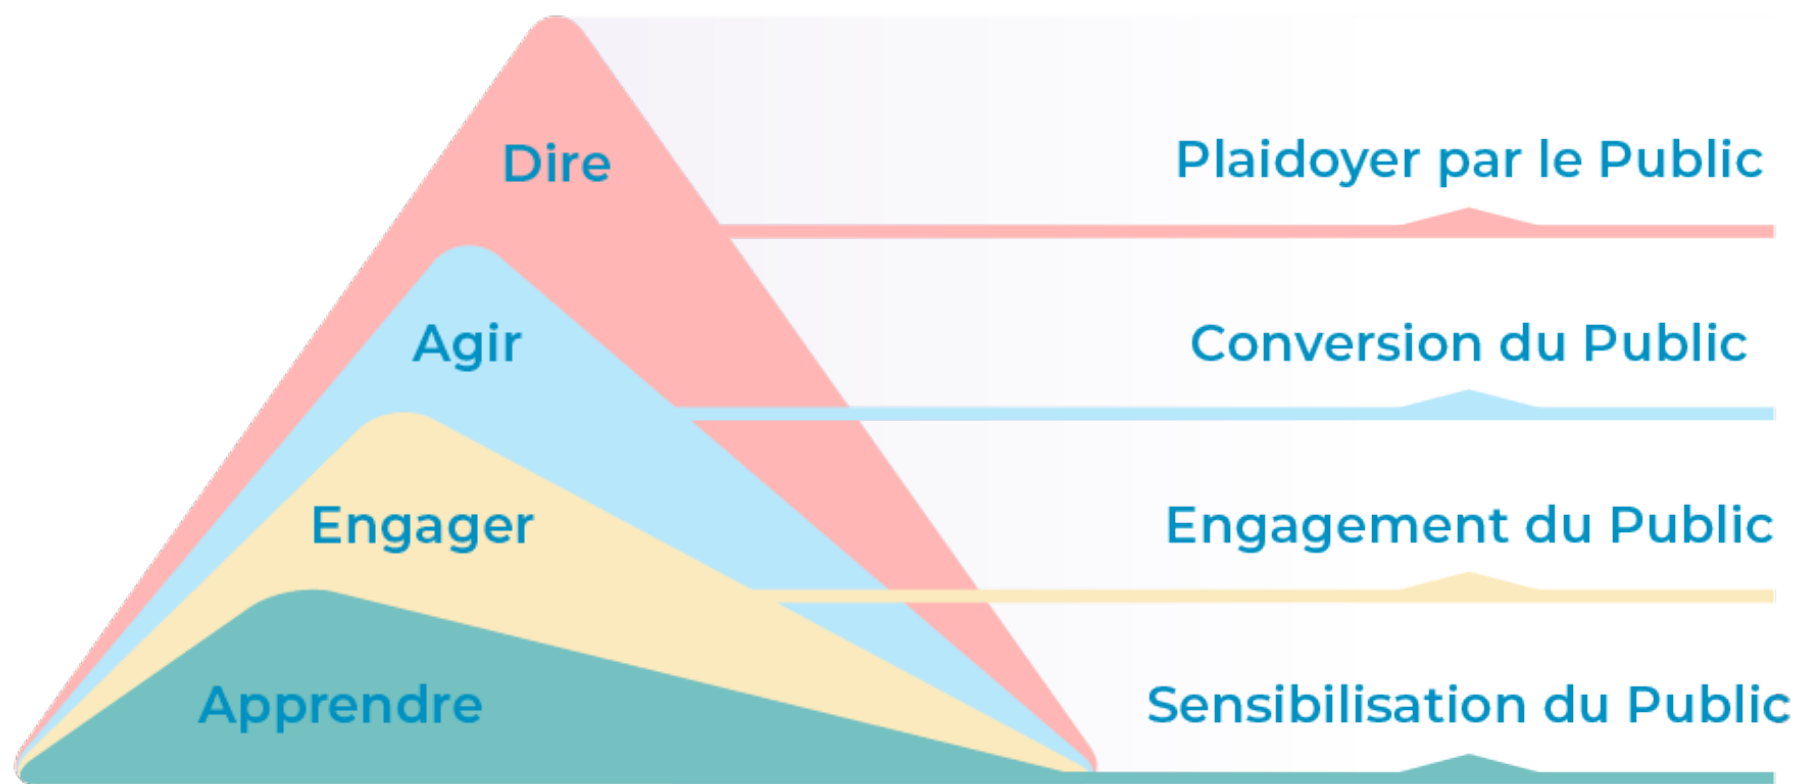 Dire
Plaidoyer par le Public
Agir
Conversion du Public
Engager
Engagement du Public
Apprendre
Sensibilisation du Public